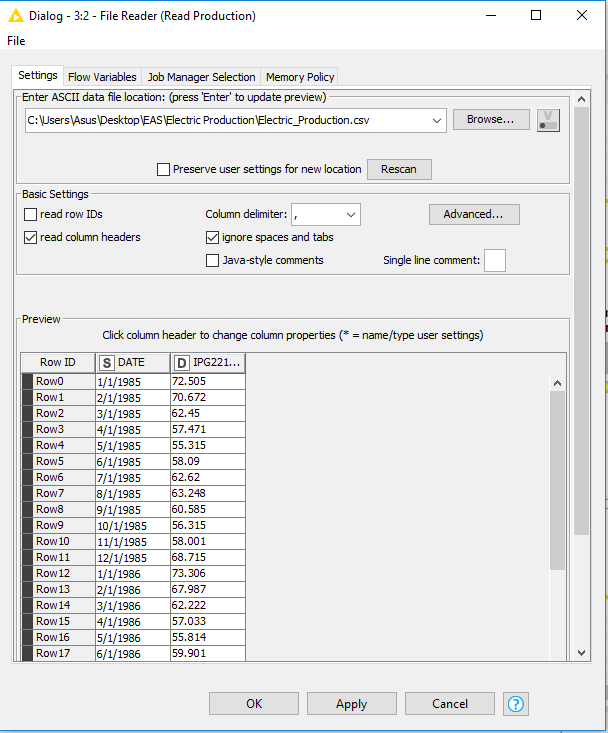 Dialog - 3:2 - File Reader (Read Production)
File
Settings Flow Variables Job Manager Selection Memory Policy
Enter ASCII data file location: (press 'Enter' to update preview)
C:\Users\Asus\Desktop\EAS\Electric Production\Electric_Production.csv Browse... V
Preserve user settings for new location Rescan
Basic Settings
read row IDs Column delimiter: , Advanced...
read column headers ignore spaces and tabs
Java-style comments Single line comment:
Preview
Click column header to change column properties (* = name/type user settings)
Row ID S DATE D IPG221...
Row0 1/1/1985 72.505
Row1 2/1/1985 70.672
Row2 3/1/1985 62.45
Row3 4/1/1985 57.471
Row4 5/1/1985 55.315
Row5 6/1/1985 58.09
Row6 7/1/1985 62.62
Row7 8/1/1985 63.248
Row8 9/1/1985 60.585
Row9 10/1/1985 56.315
Row10 11/1/1985 58.001
Row11 12/1/1985 68.715
Row12 1/1/1986 73.306
Row13 2/1/1986 67.987
Row14 3/1/1986 62.222
Row15 4/1/1986 57.033
Row16 5/1/1986 55.814
Row17 6/1/1986 59.901
OK Apply Cancel ?